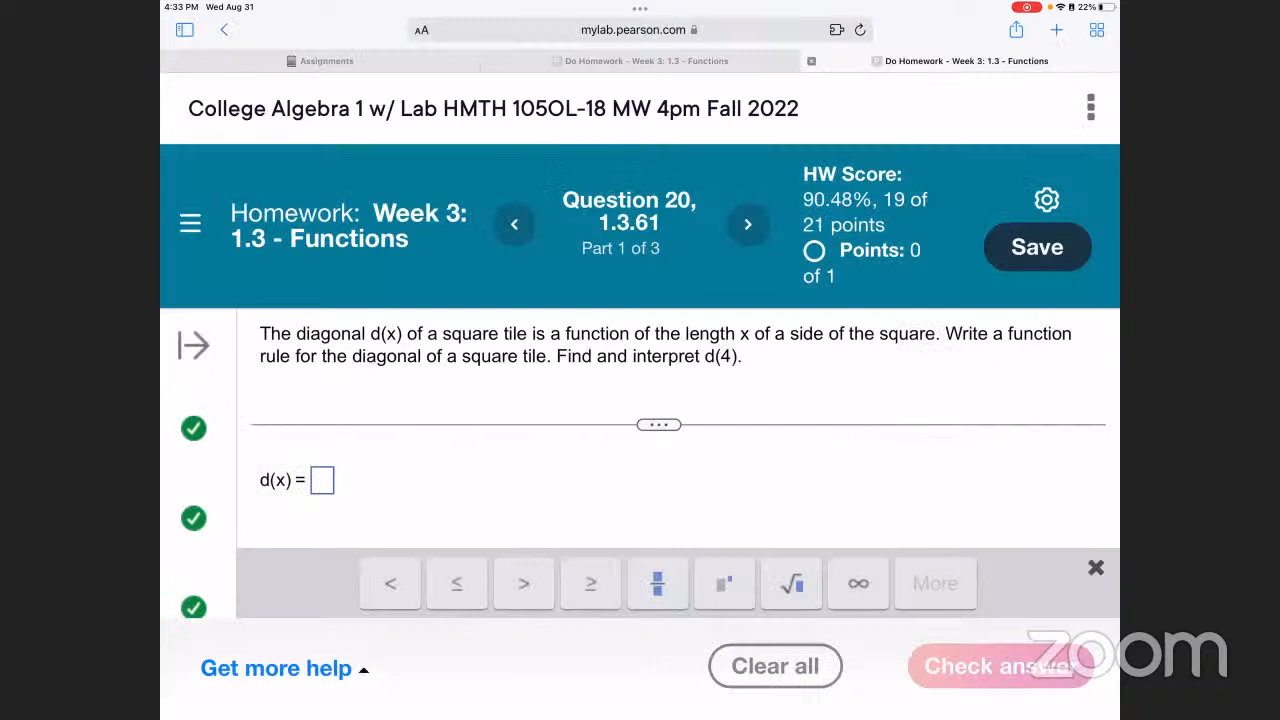 4:33 PM Wed Aug 31
22%
AA
mylab.pearson.com
Assignments
Do Homework - Week 3: 1.3 - Functions
Do Homework - Week 3: 1.3 - Functions
College Algebra 1 w/ Lab HMTH 105OL-18 MW 4pm Fall 2022
Homework: Week 3:
1.3 - Functions
Question 20,
1.3.61
Part 1 of 3
HW Score:
90.48%, 19 of
21 points
Points: 0
of 1
Save
The diagonal d(x) of a square tile is a function of the length x of a side of the square. Write a function
rule for the diagonal of a square tile. Find and interpret d(4).
d(x) =
< ≤ > ≥ √ ∞ More
Get more help
Clear all
Check answer
zoom